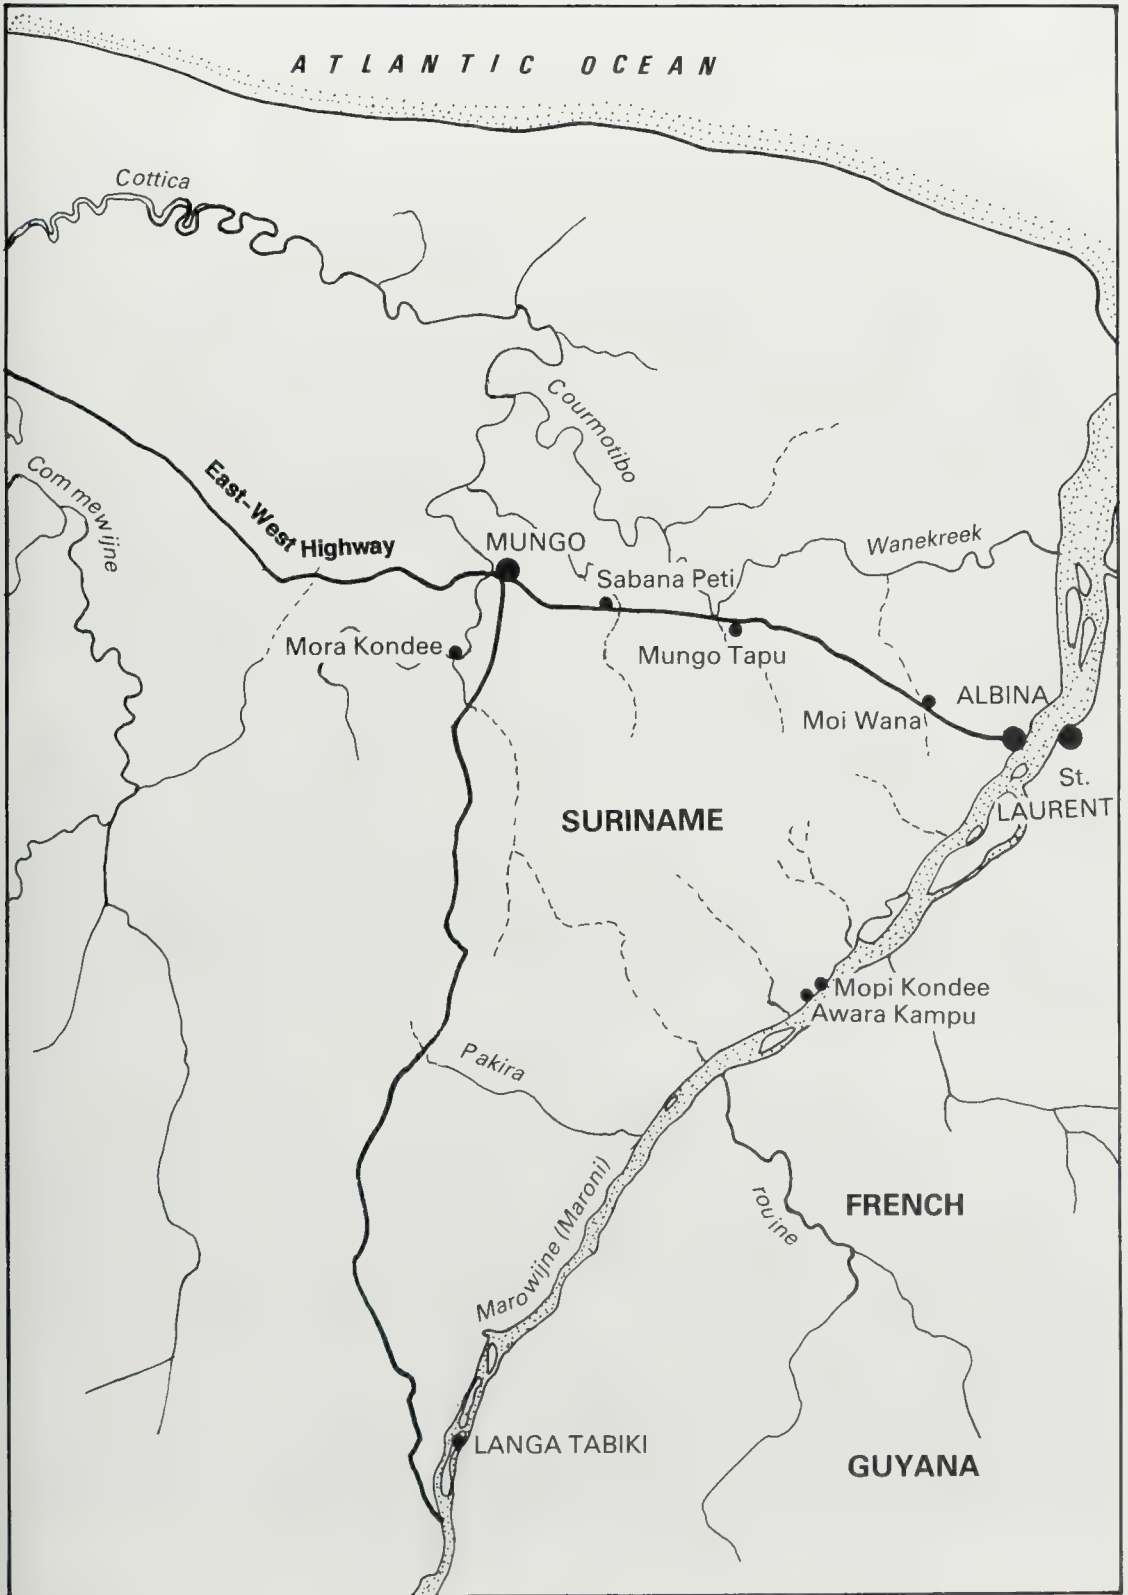 ATLANTIC OCEAN
Cottica
Courmotibo
Commewijne
East-West Highway
MUNGO
Wanekreek
Sabana Peti
Mora Kondee
Mungo Tapu
ALBINA
Moi Wana
St.
LAURENT
SURINAME
Mopi Kondee
Awara Kampu
Pakira
Marowijne (Maroni)
rouine
FRENCH
LANGA TABIKI
GUYANA